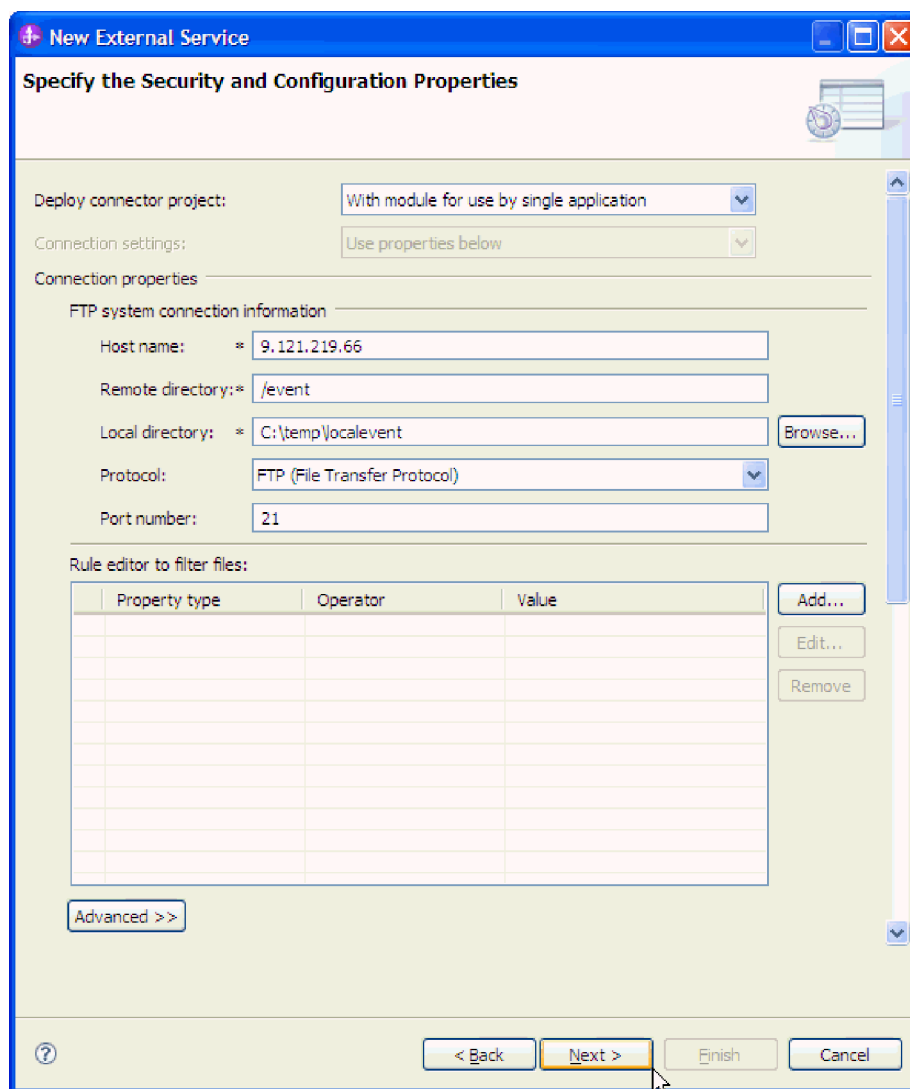 New External Service
Specify the Security and Configuration Properties
Deploy connector project: With module for use by single application
Connection settings: Use properties below
Connection properties
FTP system connection information
Host name: * 9.121.219.66
Remote directory:* /event
Local directory: * C:\temp\localevent Browse...
Protocol: FTP (File Transfer Protocol)
Port number: 21
Rule editor to filter files:
Property type Operator Value Add...
Edit...
Remove
Advanced >>
? < Back Next > Finish Cancel